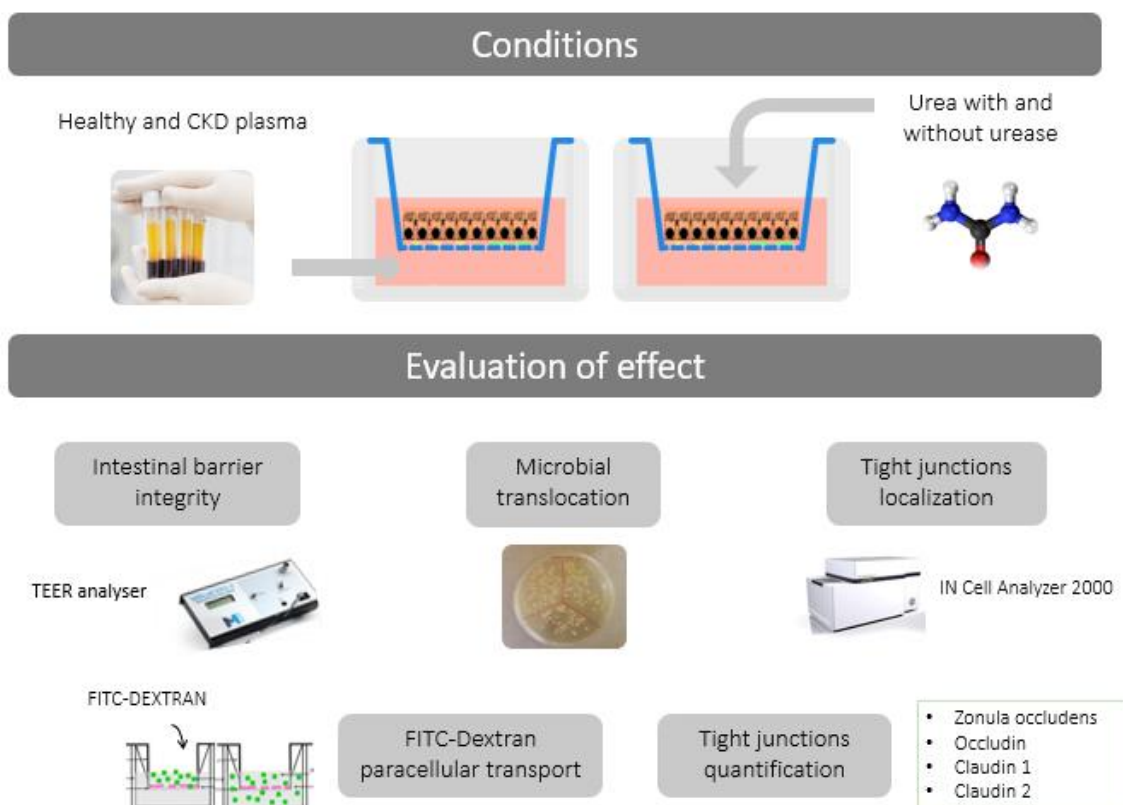 Conditions
Healthy and CKD plasma
Urea with and
without urease
Evaluation of effect
Intestinal barrier
integrity
Microbial
translocation
Tight junctions
localization
TEER analyser
IN Cell Analyzer 2000
FITC-DEXTRAN
FITC-Dextran
paracellular transport
Tight junctions
quantification
• Zonula occludens
• Occludin
• Claudin 1
• Claudin 2